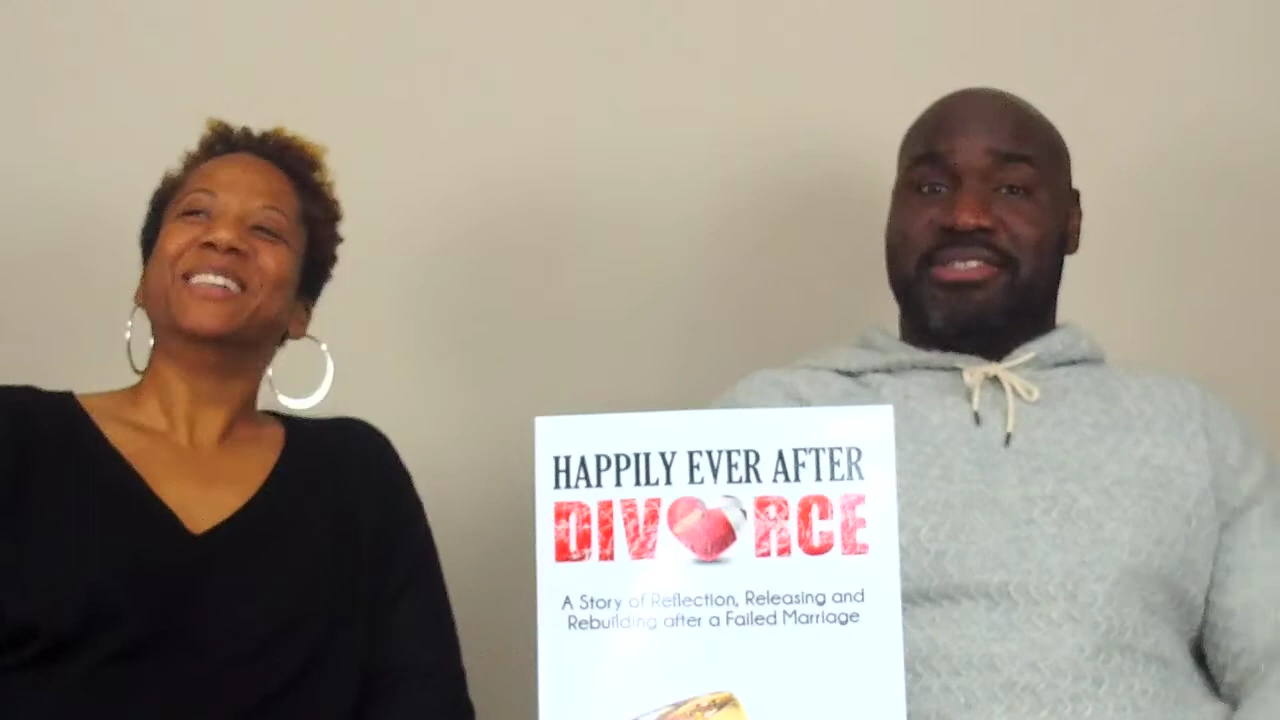 HAPPILY EVER AFTER
DIVORCE
A Story of Reflection, Releasing and
Rebuilding after a Failed Marriage